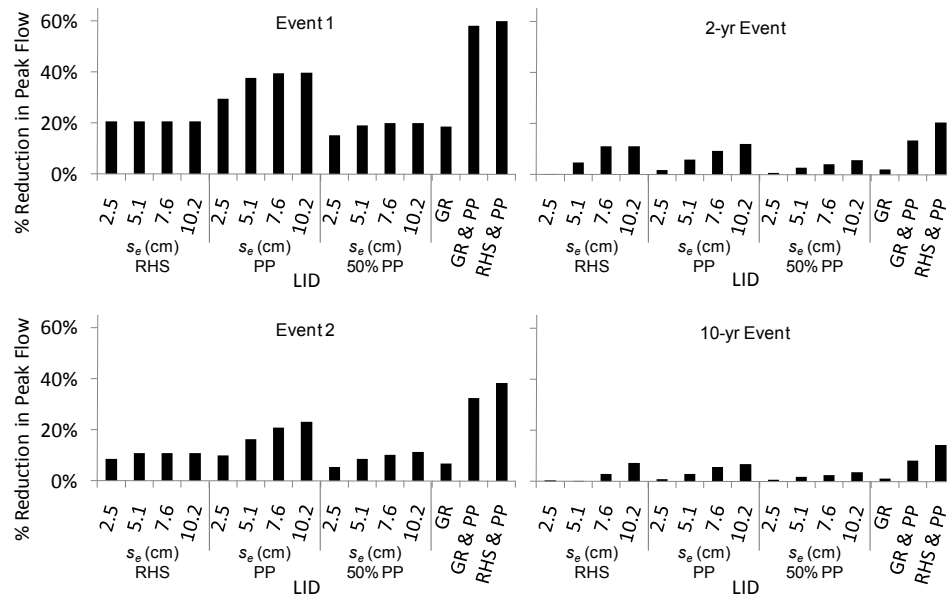 % Reduction in Peak Flow
60%
40%
20%
0%
Event 1
2.5 5.1 7.6 10.2 2.5 5.1 7.6 10.2 2.5 5.1 7.6 10.2 GR GR & PP RHS & PP
se (cm) se (cm) se (cm)
RHS PP 50% PP
LID
2-yr Event
2.5 5.1 7.6 10.2 2.5 5.1 7.6 10.2 2.5 5.1 7.6 10.2 GR GR & PP RHS & PP
se (cm) se (cm) se (cm)
RHS PP 50% PP
LID
% Reduction in Peak Flow
60%
40%
20%
0%
Event 2
2.5 5.1 7.6 10.2 2.5 5.1 7.6 10.2 2.5 5.1 7.6 10.2 GR GR & PP RHS & PP
se (cm) se (cm) se (cm)
RHS PP 50% PP
LID
10-yr Event
2.5 5.1 7.6 10.2 2.5 5.1 7.6 10.2 2.5 5.1 7.6 10.2 GR GR & PP RHS & PP
se (cm) se (cm) se (cm)
RHS PP 50% PP
LID